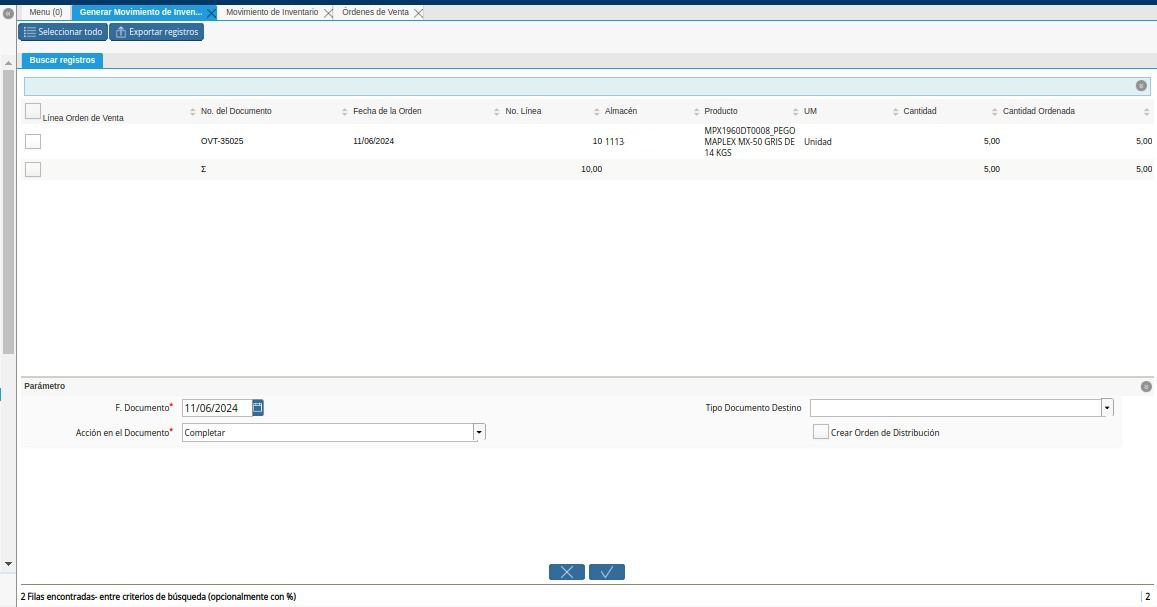 Menu (0) Generar Movimiento de Inven... Movimiento de Inventario Órdenes de Venta
Seleccionar todo Exportar registros
Buscar registros
Línea Orden de Venta No. del Documento Fecha de la Orden No. Línea Almacén Producto UM Cantidad Cantidad Ordenada
MPX1960DT0008_PEGO
OVT-35025 11/06/2024 10 1113 MAPLEX MX-50 GRIS DE Unidad 5,00 5,00
14 KGS
Σ 10,00 5,00 5,00
Parámetro
F. Documento* 11/06/2024 Tipo Documento Destino
Acción en el Documento* Completar Crear Orden de Distribución
2 Filas encontradas- entre criterios de búsqueda (opcionalmente con %) 2